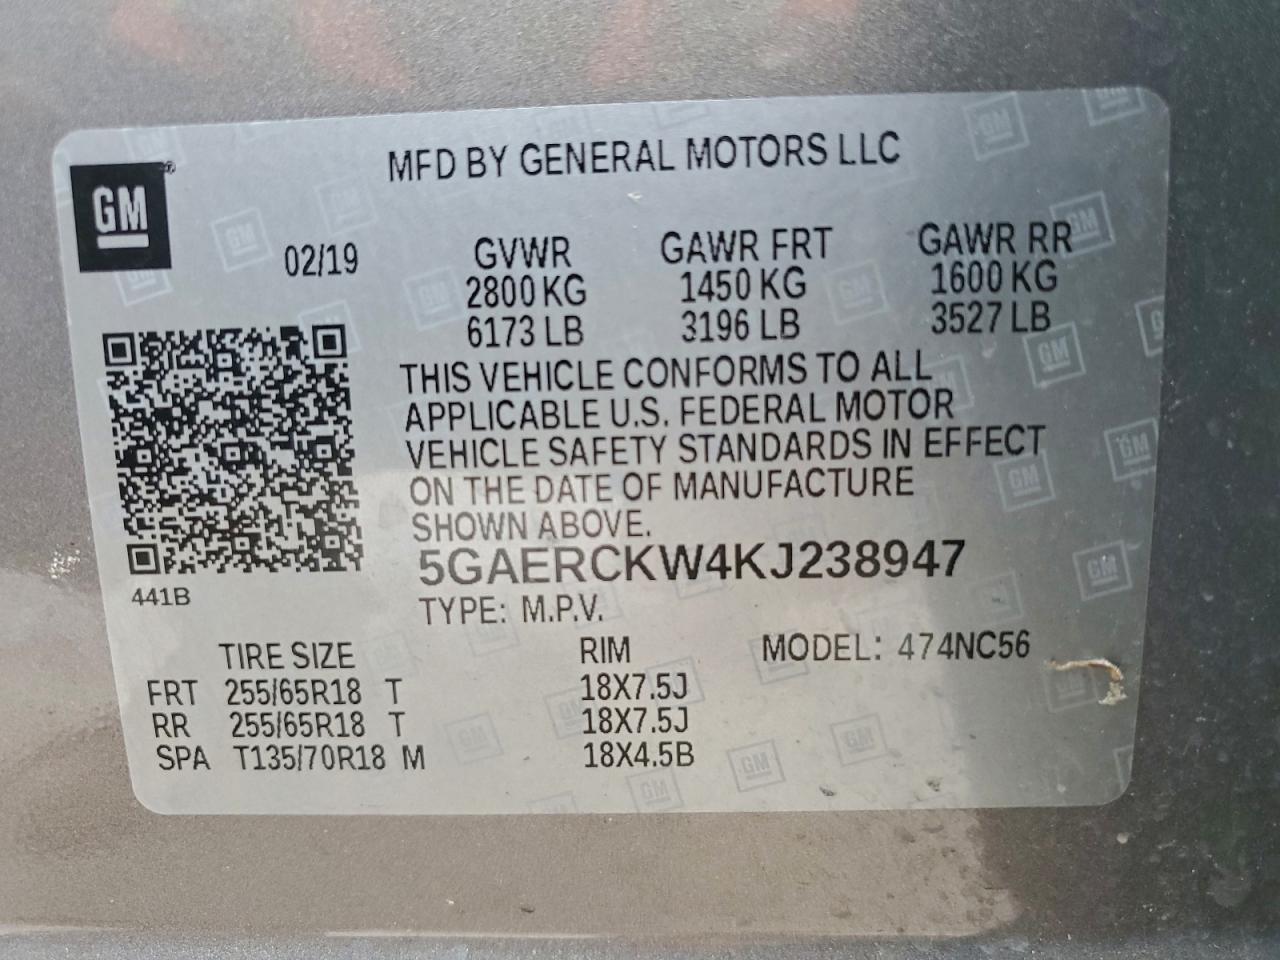 MFD BY GENERAL MOTORS LLC
GM
02/19
GVWR GAWR FRT GAWR RR
2800 KG 1450 KG 1600 KG
6173 LB 3196 LB 3527 LB
THIS VEHICLE CONFORMS TO ALL
APPLICABLE U.S. FEDERAL MOTOR
VEHICLE SAFETY STANDARDS IN EFFECT
ON THE DATE OF MANUFACTURE
SHOWN ABOVE.
5GAERCKW4KJ238947
441B
TYPE: M.P.V.
TIRE SIZE RIM MODEL: 474NC56
FRT 255/65R18 T 18X7.5J
RR 255/65R18 T 18X7.5J
SPA T135/70R18 M 18X4.5B